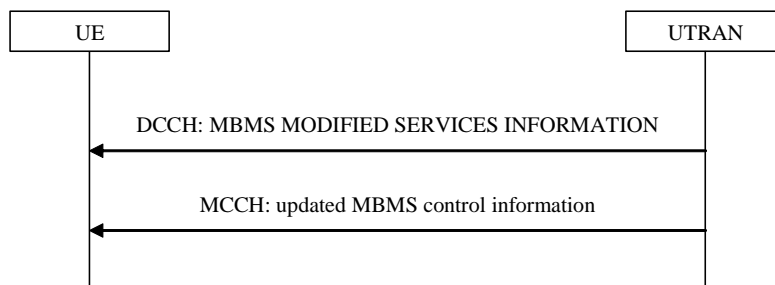 UE
UTRAN
DCCH: MBMS MODIFIED SERVICES INFORMATION
MCCH: updated MBMS control information